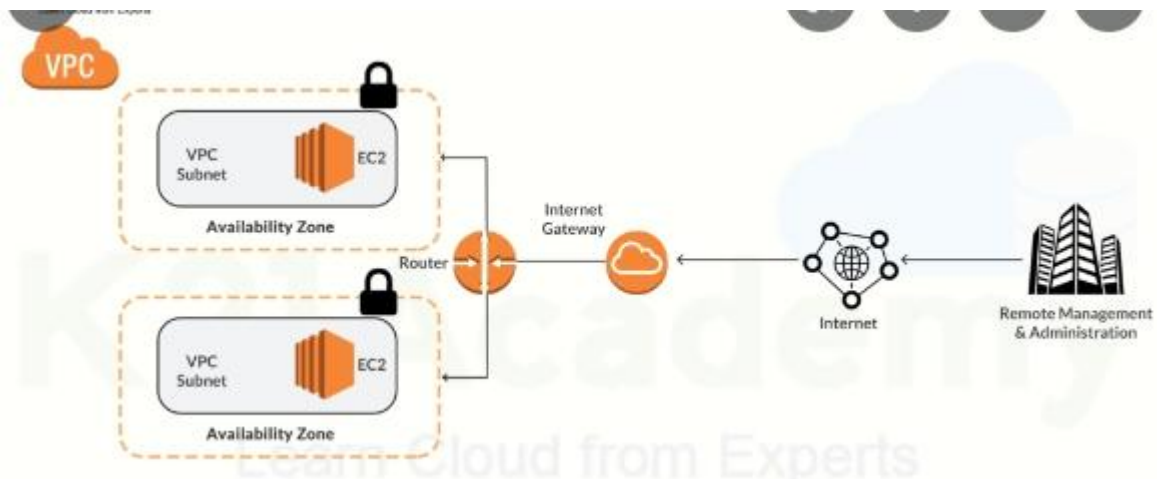 VPC
VPC
Subnet
EC2
Availability Zone
Router
Internet
Gateway
Internet
Remote Management
& Administration
VPC
Subnet
EC2
Availability Zone
Academy
Learn Cloud from Experts